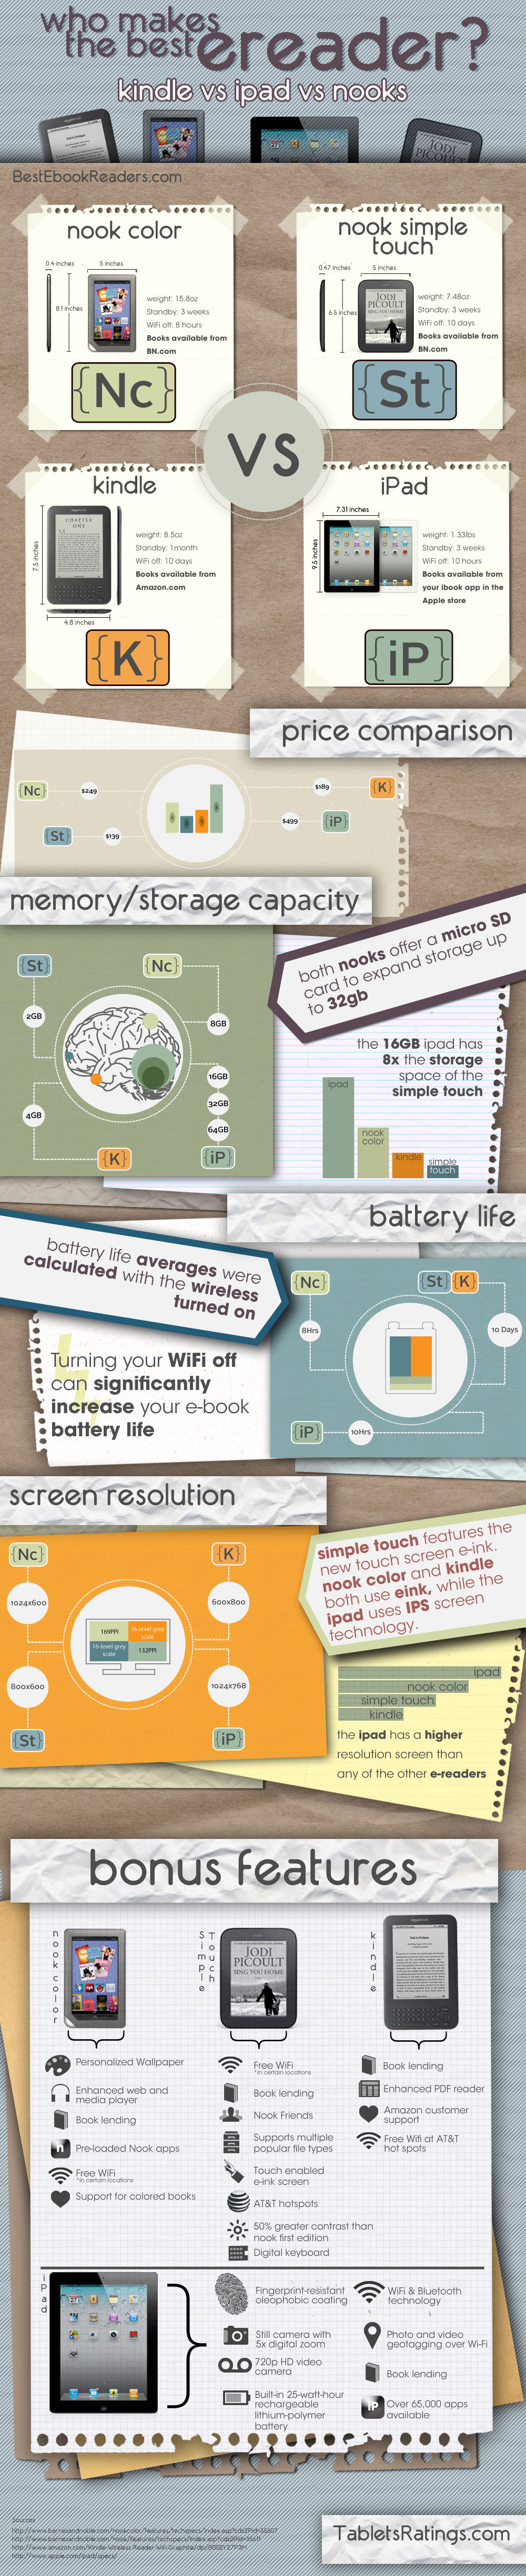 who makes
the best ereader?
kindle vs ipad vs nooks
BestEbookReaders.com
nook color
0.4 inches
5 inches
8.1 inches
weight: 15.8oz
Standby: 3 weeks
WiFi off: 8 hours
Books available from
BN.com
{Nc}
nook simple
touch
0.47 inches
5 inches
6.5 inches
JODI
PICOULT
SING YOU HOME
weight: 7.48oz
Standby: 3 weeks
WiFi off: 10 days
Books available from
BN.com
{St}
VS
kindle
CHAPTER
ONE
7.5 inches
4.8 inches
weight: 8.5oz
Standby: 1month
WiFi off: 10 days
Books available from
Amazon.com
{K}
iPad
7.31 inches
9.5 inches
weight: 1.33lbs
Standby: 3 weeks
WiFi off: 10 hours
Books available from
your ibook app in the
Apple store
{iP}
price comparison
{Nc}
$249
{St}
$139
$189
{K}
$499
{iP}
memory/storage capacity
{St}
{Nc}
2GB
8GB
4GB
16GB
32GB
64GB
{K}
{iP}
both nooks offer a micro SD
card to expand storage up
to 32gb
the 16GB ipad has
8x the storage
space of the
simple touch
ipad
nook
color
kindle
simple
touch
battery life
battery life averages were
calculated with the wireless
turned on
Turning your WiFi off
can significantly
increise your e-book
battery life
{Nc}
{St}
{K}
8Hrs
10 Days
{iP}
10Hrs
screen resolution
{Nc}
{K}
1024x600
600x800
169PPI
16-level grey
scale
16-level grey
scale
132PPI
800x600
1024x768
{St}
{iP}
simple touch features the
new touch screen e-ink.
nook color and kindle
both use eink, while the
ipad uses IPS screen
technology.
ipad
nook color
simple touch
kindle
the ipad has a higher
resolution screen than
any of the other e-readers
bonus features
nook color
Simple Touch
kindle
JODI
PICOULT
SING YOU HOME
Personalized Wallpaper
Enhanced web and
media player
Book lending
Pre-loaded Nook apps
Free WiFi
*in certain locations
Support for colored books
Free WiFi
*in certain locations
Book lending
Nook Friends
Supports multiple
popular file types
Touch enabled
e-ink screen
AT&T hotspots
50% greater contrast than
nook first edition
Digital keyboard
Book lending
Enhanced PDF reader
Amazon customer
support
Free Wifi at AT&T
hot spots
iPad
Fingerprint-resistant
oleophobic coating
Still camera with
5x digital zoom
720p HD video
camera
Built-in 25-watt-hour
rechargeable
lithium-polymer
battery
WiFi & Bluetooth
technology
Photo and video
geotagging over Wi-Fi
Book lending
iP
Over 65,000 apps
available
Sources
http://www.barnesandnoble.com/nookcolor/features/techspecs/index.asp?cds2Pid=35607
http://www.barnesandnoble.com/nook/features/techspecs/index.asp?cds2Pid=35611
http://www.amazon.com/Kindle-Wireless-Reader-Wifi-Graphite/dp/B002Y27P3M
http://www.apple.com/ipad/specs/
TabletsRatings.com